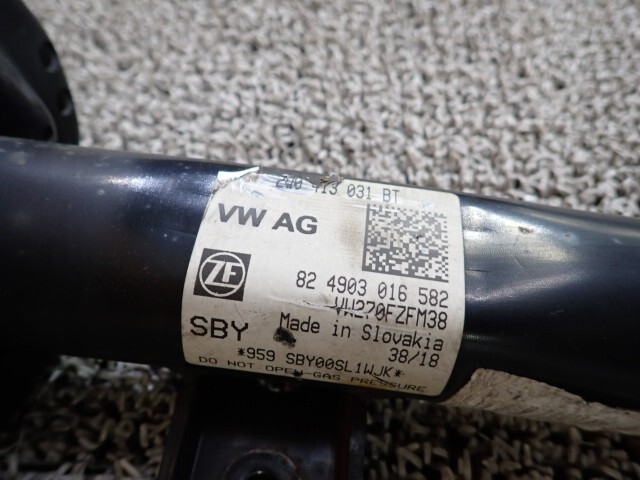 2Q0 413 031 BT
VW AG
ZF
82 4903 016 582
VW270FZFM38
SBY
Made in Slovakia
38/18
*959 SBY00SL1WJK*
DO NOT OPEN-GAS PRESSURE